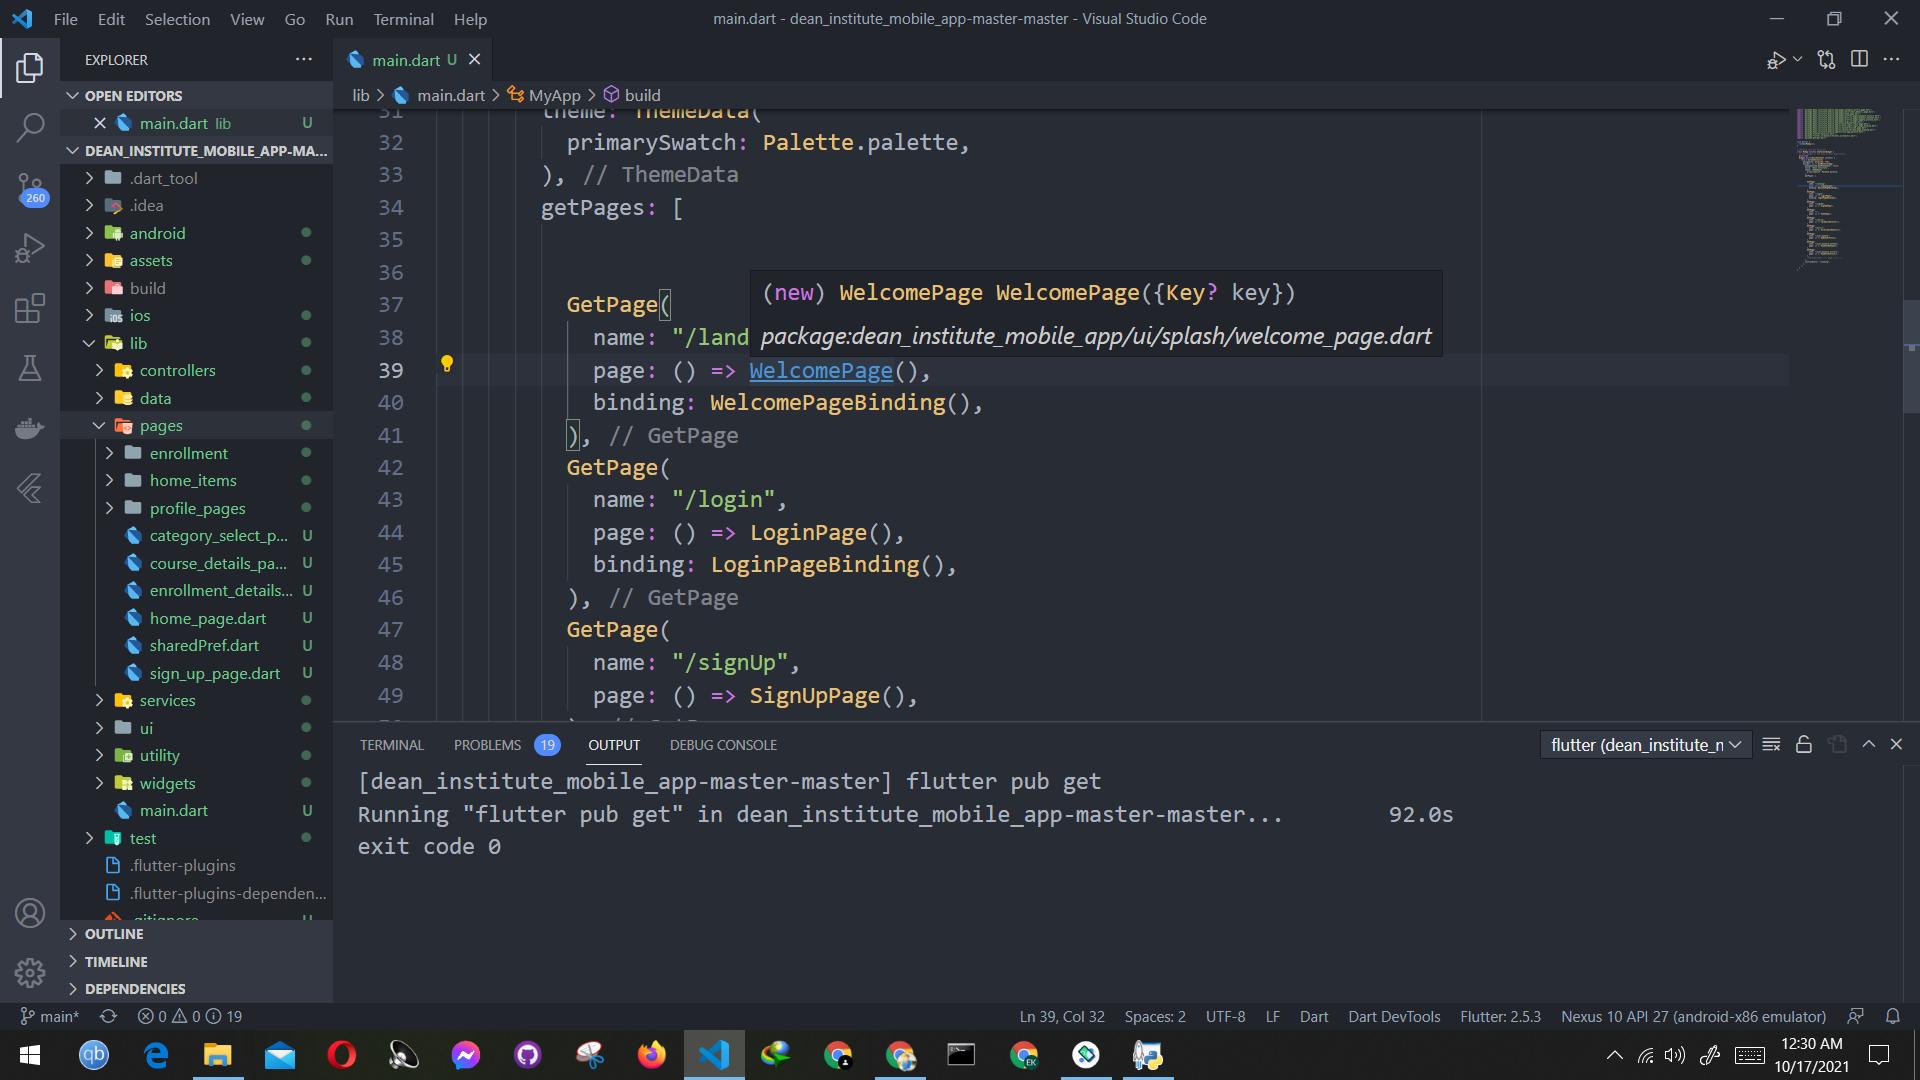 File Edit Selection View Go Run Terminal Help
main.dart - dean_institute_mobile_app-master-master - Visual Studio Code
EXPLORER
OPEN EDITORS
main.dart lib U
DEAN_INSTITUTE_MOBILE_APP-MA...
.dart_tool
.idea
android
assets
build
ios
lib
controllers
data
pages
enrollment
home_items
profile_pages
category_select_p... U
course_details_pa... U
enrollment_details... U
home_page.dart U
sharedPref.dart U
sign_up_page.dart U
services
ui
utility
widgets
main.dart U
test
.flutter-plugins
.flutter-plugins-dependen...
.gitignore U
OUTLINE
TIMELINE
DEPENDENCIES
260
main.dart U
lib > main.dart > MyApp > build
31 theme: ThemeData(
32 primarySwatch: Palette.palette,
33 ), // ThemeData
34 getPages: [
35
36
37 GetPage(
38 name: "/land
39 page: () => WelcomePage(),
40 binding: WelcomePageBinding(),
41 ), // GetPage
42 GetPage(
43 name: "/login",
44 page: () => LoginPage(),
45 binding: LoginPageBinding(),
46 ), // GetPage
47 GetPage(
48 name: "/signUp",
49 page: () => SignUpPage(),
(new) WelcomePage WelcomePage({Key? key})
package:dean_institute_mobile_app/ui/splash/welcome_page.dart
TERMINAL PROBLEMS 19 OUTPUT DEBUG CONSOLE
flutter (dean_institute_
[dean_institute_mobile_app-master-master] flutter pub get
Running "flutter pub get" in dean_institute_mobile_app-master-master... 92.0s
exit code 0
main* 0 0 19
Ln 39, Col 32 Spaces: 2 UTF-8 LF Dart Dart DevTools Flutter: 2.5.3 Nexus 10 API 27 (android-x86 emulator)
qb
EK
12:30 AM
10/17/2021